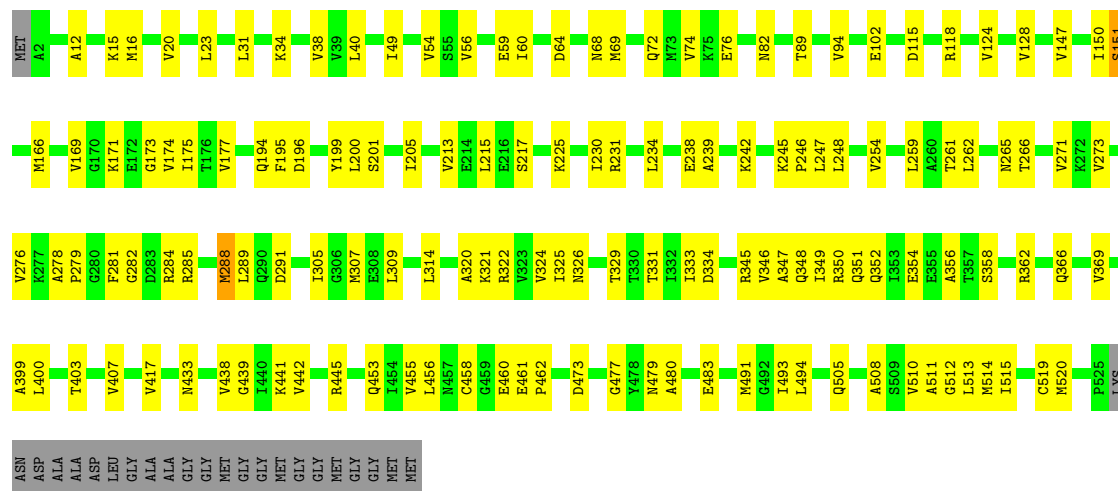 MET A2 A12 K15 M16 V20 L23 L31 K34 V38 V39 L40 I49 V54 S55 V56 E59 I60 D64 N68 M69 Q72 M73 V74 K75 E76 N82 T89 V94 E102 D115 R118 V124 V128 V147 I150 S151
M166 V169 G170 K171 E172 G173 V174 I175 T176 V177 Q194 F195 D196 Y199 L200 S201 I205 V213 E214 L215 E216 S217 K225 I230 R231 L234 E238 A239 K242 K245 P246 L247 L248 V254 L259 A260 T261 L262 N265 T266 V271 K272 V273
V276 K277 A278 P279 G280 F281 G282 D283 R284 R285 M288 L289 Q290 D291 I305 G306 M307 E308 L309 L314 A320 K321 R322 V323 V324 I325 N326 T329 T330 T331 I332 I333 D334 R345 V346 A347 Q348 I349 R350 Q351 Q352 I353 E354 E355 A356 T357 S358 R362 Q366 V369
A399 L400 T403 V407 V417 N433 V438 G439 I440 K441 V442 R445 Q453 I454 V455 L456 N457 C458 G459 E460 E461 P462 D473 G477 Y478 N479 A480 E483 M491 G492 I493 L494 Q505 A508 S509 V510 A511 G512 L513 M514 I515 C519 M520 P525 LYS
ASN ASP ALA ALA ASP LEU GLY ALA ALA GLY GLY MET GLY GLY MET GLY GLY MET GLY GLY MET MET